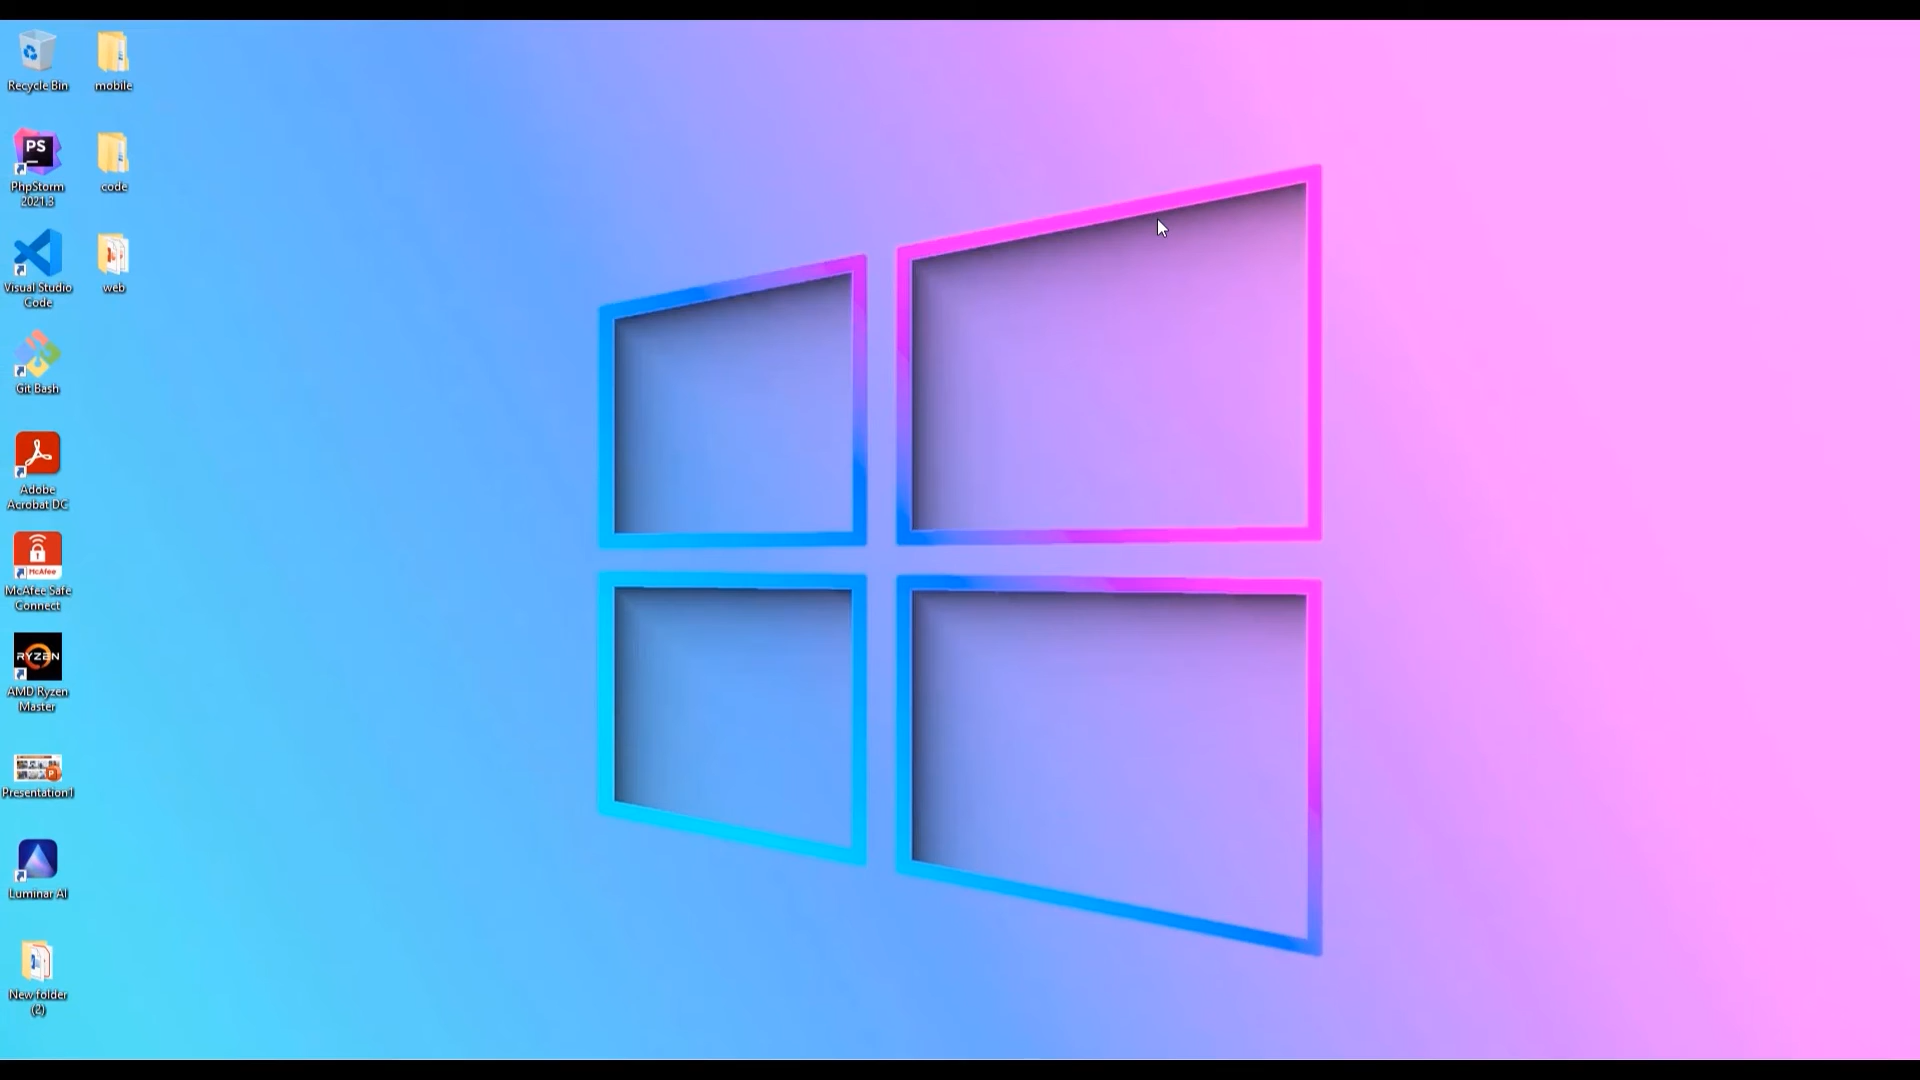 Recycle Bin
mobile
PS
PhpStorm
2021.3
code
Visual Studio
Code
web
Git Bash
Adobe
Acrobat DC
McAfee
McAfee Safe
Connect
RYZEN
AMD Ryzen
Master
P
Presentation1
Luminar AI
New folder
(2)